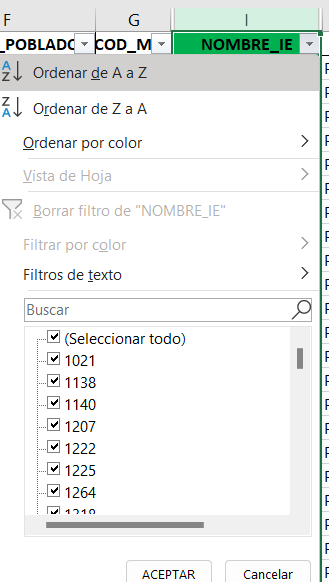 F G I
_POBLADO COD_M NOMBRE_IE
Ordenar de A a Z
Ordenar de Z a A
Ordenar por color
Vista de Hoja
Borrar filtro de "NOMBRE_IE"
Filtrar por color
Filtros de texto
Buscar
(Seleccionar todo)
1021
1138
1140
1207
1222
1225
1264
ACEPTAR Cancelar